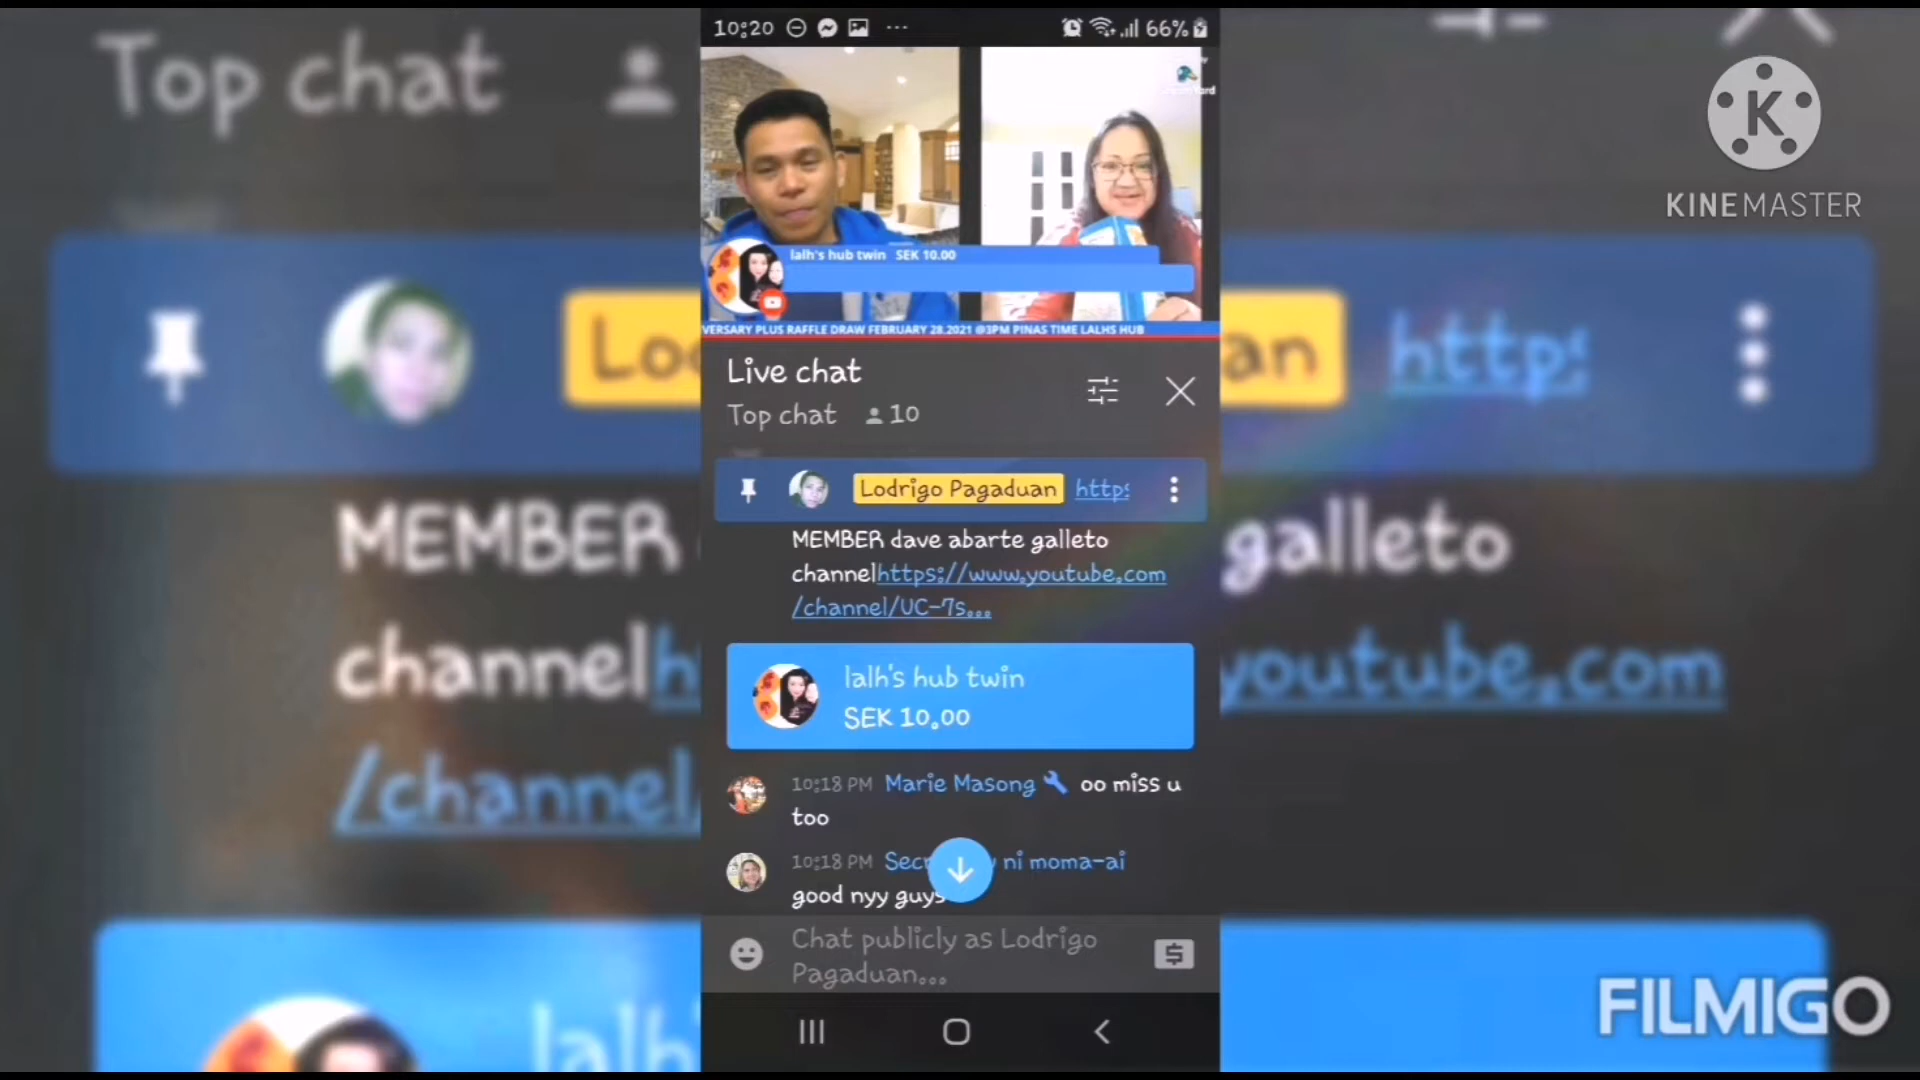 10:20
66%
lalh's hub twin SEK 10.00
VERSARY PLUS RAFFLE DRAW FEBRUARY 28.2021 @3PM PINAS TIME LALHS HUB
Live chat
Top chat 10
Lodrigo Pagaduan https
MEMBER dave abarte galleto
channelhttps://www.youtube.com
/channel/UC-7s...
lalh's hub twin
SEK 10.00
10:18 PM Marie Masong oo miss u
too
10:18 PM ni moma-ai
good nyy guys
Chat publicly as Lodrigo
Pagaduan...
Top chat
an https
MEMBER galleto
channel youtube.com
/channel
lalh's
K
KINEMASTER
FILMIGO